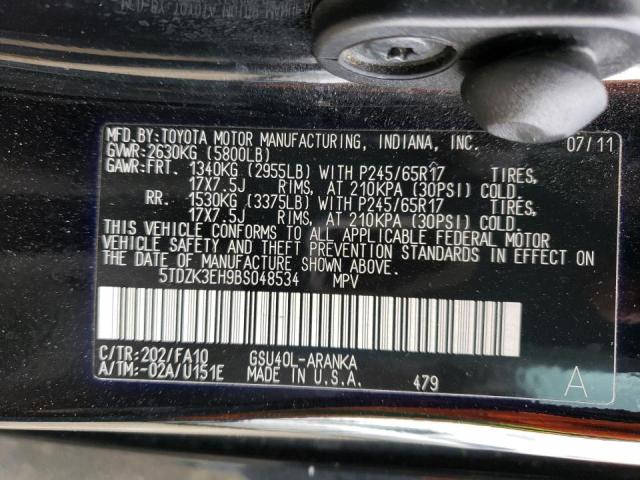 MFD.BY:TOYOTA MOTOR MANUFACTURING, INDIANA, INC. 07/11
GVWR:2630KG (5800LB)
GAWR:FRT. 1340KG (2955LB) WITH P245/65R17 TIRES,
17X7.5J RIMS, AT 210KPA (30PSI) COLD.
RR. 1530KG (3375LB) WITH P245/65R17 TIRES,
17X7.5J RIMS, AT 210KPA (30PSI) COLD.
THIS VEHICLE CONFORMS TO ALL APPLICABLE FEDERAL MOTOR
VEHICLE SAFETY AND THEFT PREVENTION STANDARDS IN EFFECT ON
THE DATE OF MANUFACTURE SHOWN ABOVE.
5TDZK3EH9BS048534 MPV
C/TR:202/FA10 GSU40L-ARANKA
A/TM:-02A/U151E MADE IN U.S.A. 479 A